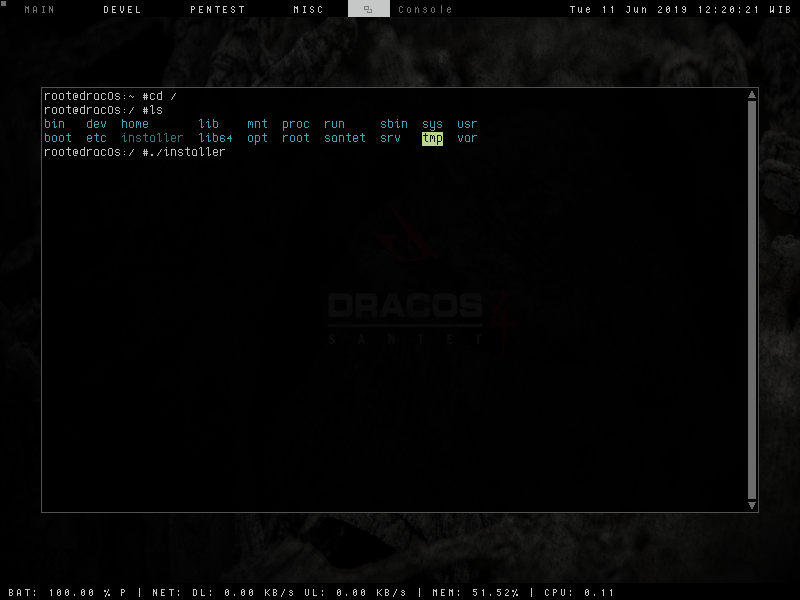 MAIN DEVEL PENTEST MISC Console Tue 11 Jun 2019 12:20:21 WIB
root@dracOs:~ #cd /
root@dracOs:/ #ls
bin dev home lib mnt proc run sbin sys usr
boot etc installer lib64 opt root santet srv tmp var
root@dracOs:/ #./installer
DRACOS
SANTET
BAT: 100.00 % P | NET: DL: 0.00 KB/s UL: 0.00 KB/s | MEM: 51.52% | CPU: 0.11